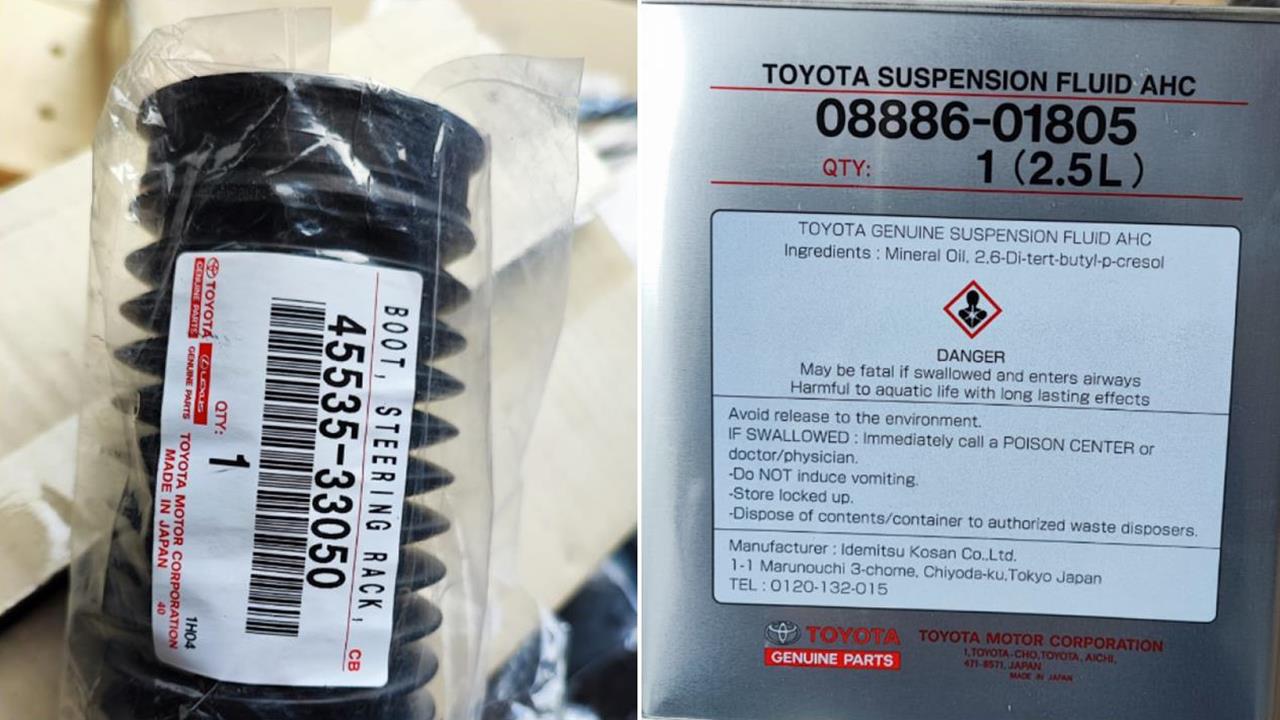 BOOT, STEERING RACK,
CB
45535-33050
QTY:
1
TOYOTA
GENUINE PARTS
LEXUS
GENUINE PARTS
TOYOTA MOTOR CORPORATION
MADE IN JAPAN
40
1H04
TOYOTA SUSPENSION FLUID AHC
08886-01805
QTY: 1 (2.5L)
TOYOTA GENUINE SUSPENSION FLUID AHC
Ingredients : Mineral Oil, 2,6-Di-tert-butyl-p-cresol
DANGER
May be fatal if swallowed and enters airways
Harmful to aquatic life with long lasting effects
Avoid release to the environment.
IF SWALLOWED : Immediately call a POISON CENTER or
doctor/physician.
-Do NOT induce vomiting.
-Store locked up.
-Dispose of contents/container to authorized waste disposers.
Manufacturer : Idemitsu Kosan Co.,Ltd.
1-1 Marunouchi 3-chome, Chiyoda-ku,Tokyo Japan
TEL : 0120-132-015
TOYOTA
GENUINE PARTS
TOYOTA MOTOR CORPORATION
1,TOYOTA-CHO,TOYOTA, AICHI,
471-8571, JAPAN
MADE IN JAPAN